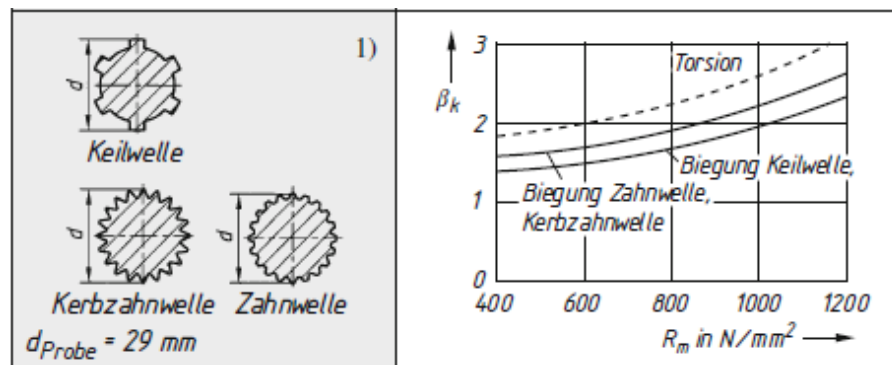 1)
d
Keilwelle
d
d
Kerbzahnwelle Zahnwelle
dProbe = 29 mm
βk
3
2
1
0
Torsion
Biegung Keilwelle,
Biegung Zahnwelle,
Kerbzahnwelle
400 600 800 1000 1200
Rm in N/mm²